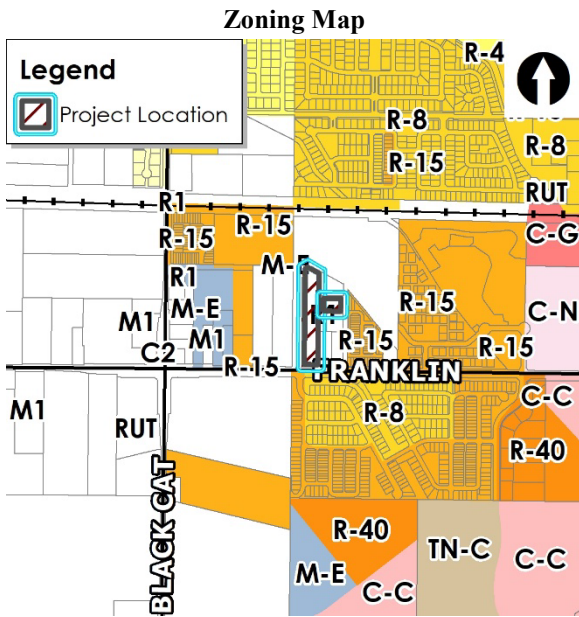 Zoning Map
Legend
Project Location
R-4
R-8
R-8
R-15
RUT
R1
C-G
R-15
R-15
M-E
R1
R-15
C-N
M-E
M1
M1
R-15
R-15
C2
R-15
FRANKLIN
C-C
M1
R-8
RUT
R-40
BLACK CAT
R-40
TN-C
C-C
M-E
C-C